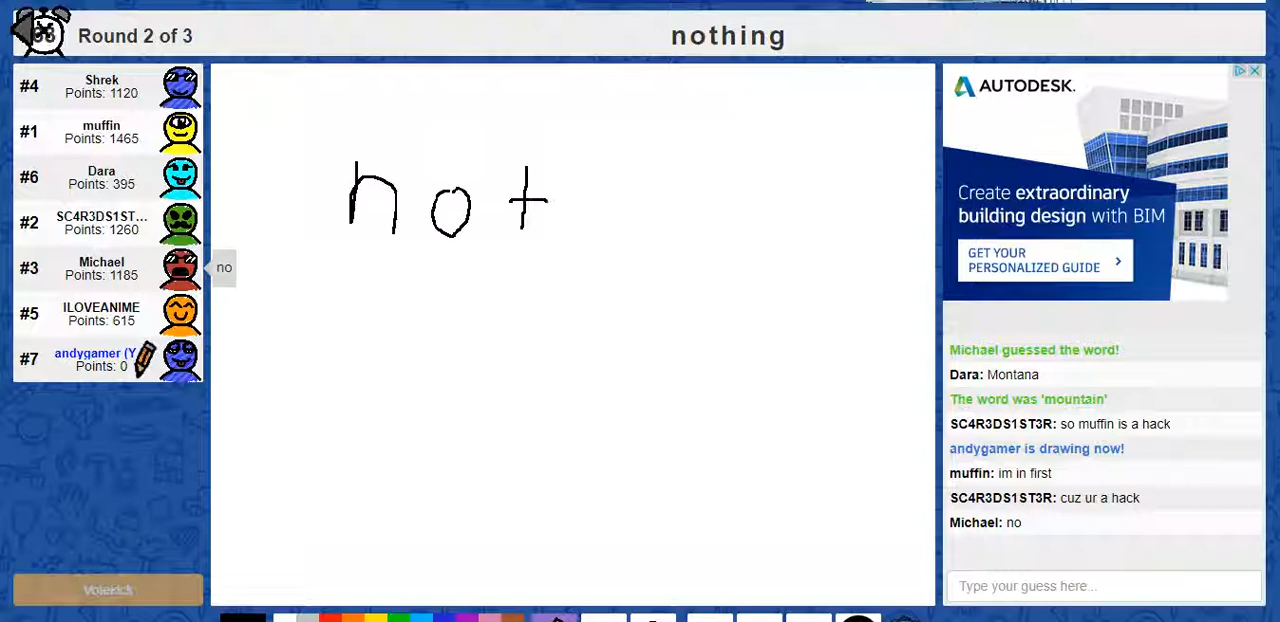 Round 2 of 3
nothing
#4
Shrek
Points: 1120
#1
muffin
Points: 1465
#6
Dara
Points: 395
#2
SC4R3DS1ST...
Points: 1260
#3
Michael
Points: 1185
no
#5
ILOVEANIME
Points: 615
#7
andygamer (Y
Points: 0
Votekick
not
AUTODESK.
Create extraordinary
building design with BIM
GET YOUR
PERSONALIZED GUIDE
Michael guessed the word!
Dara: Montana
The word was 'mountain'
SC4R3DS1ST3R: so muffin is a hack
andygamer is drawing now!
muffin: im in first
SC4R3DS1ST3R: cuz ur a hack
Michael: no
Type your guess here...